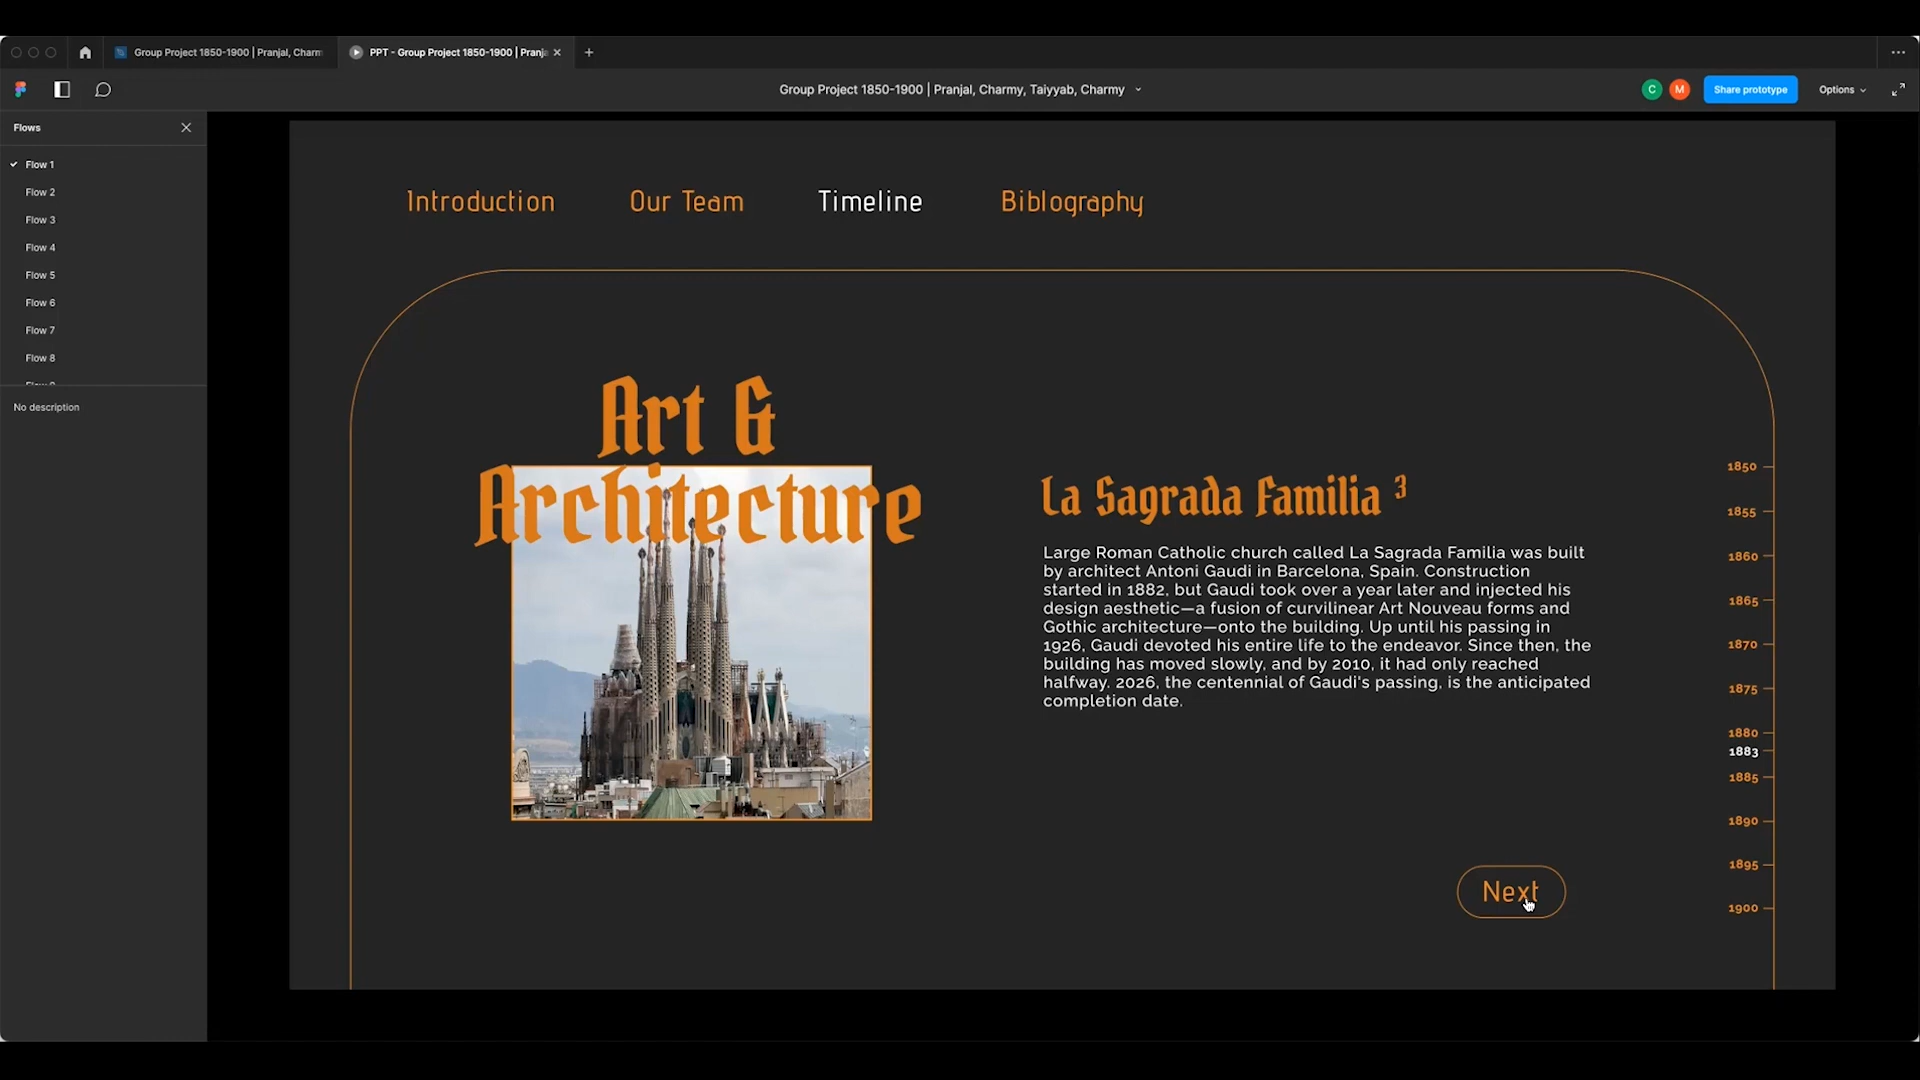 Group Project 1850-1900 | Pranjal, Charm
PPT - Group Project 1850-1900 | Pranja
Group Project 1850-1900 | Pranjal, Charmy, Taiyyab, Charmy
C
M
Share prototype
Options
Flows
Flow 1
Flow 2
Flow 3
Flow 4
Flow 5
Flow 6
Flow 7
Flow 8
No description
Introduction
Our Team
Timeline
Biblography
Art &
Architecture
La Sagrada Familia 3
Large Roman Catholic church called La Sagrada Familia was built
by architect Antoni Gaudi in Barcelona, Spain. Construction
started in 1882, but Gaudi took over a year later and injected his
design aesthetic—a fusion of curvilinear Art Nouveau forms and
Gothic architecture—onto the building. Up until his passing in
1926, Gaudi devoted his entire life to the endeavor. Since then, the
building has moved slowly, and by 2010, it had only reached
halfway. 2026, the centennial of Gaudi's passing, is the anticipated
completion date.
Next
1850
1855
1860
1865
1870
1875
1880
1883
1885
1890
1895
1900